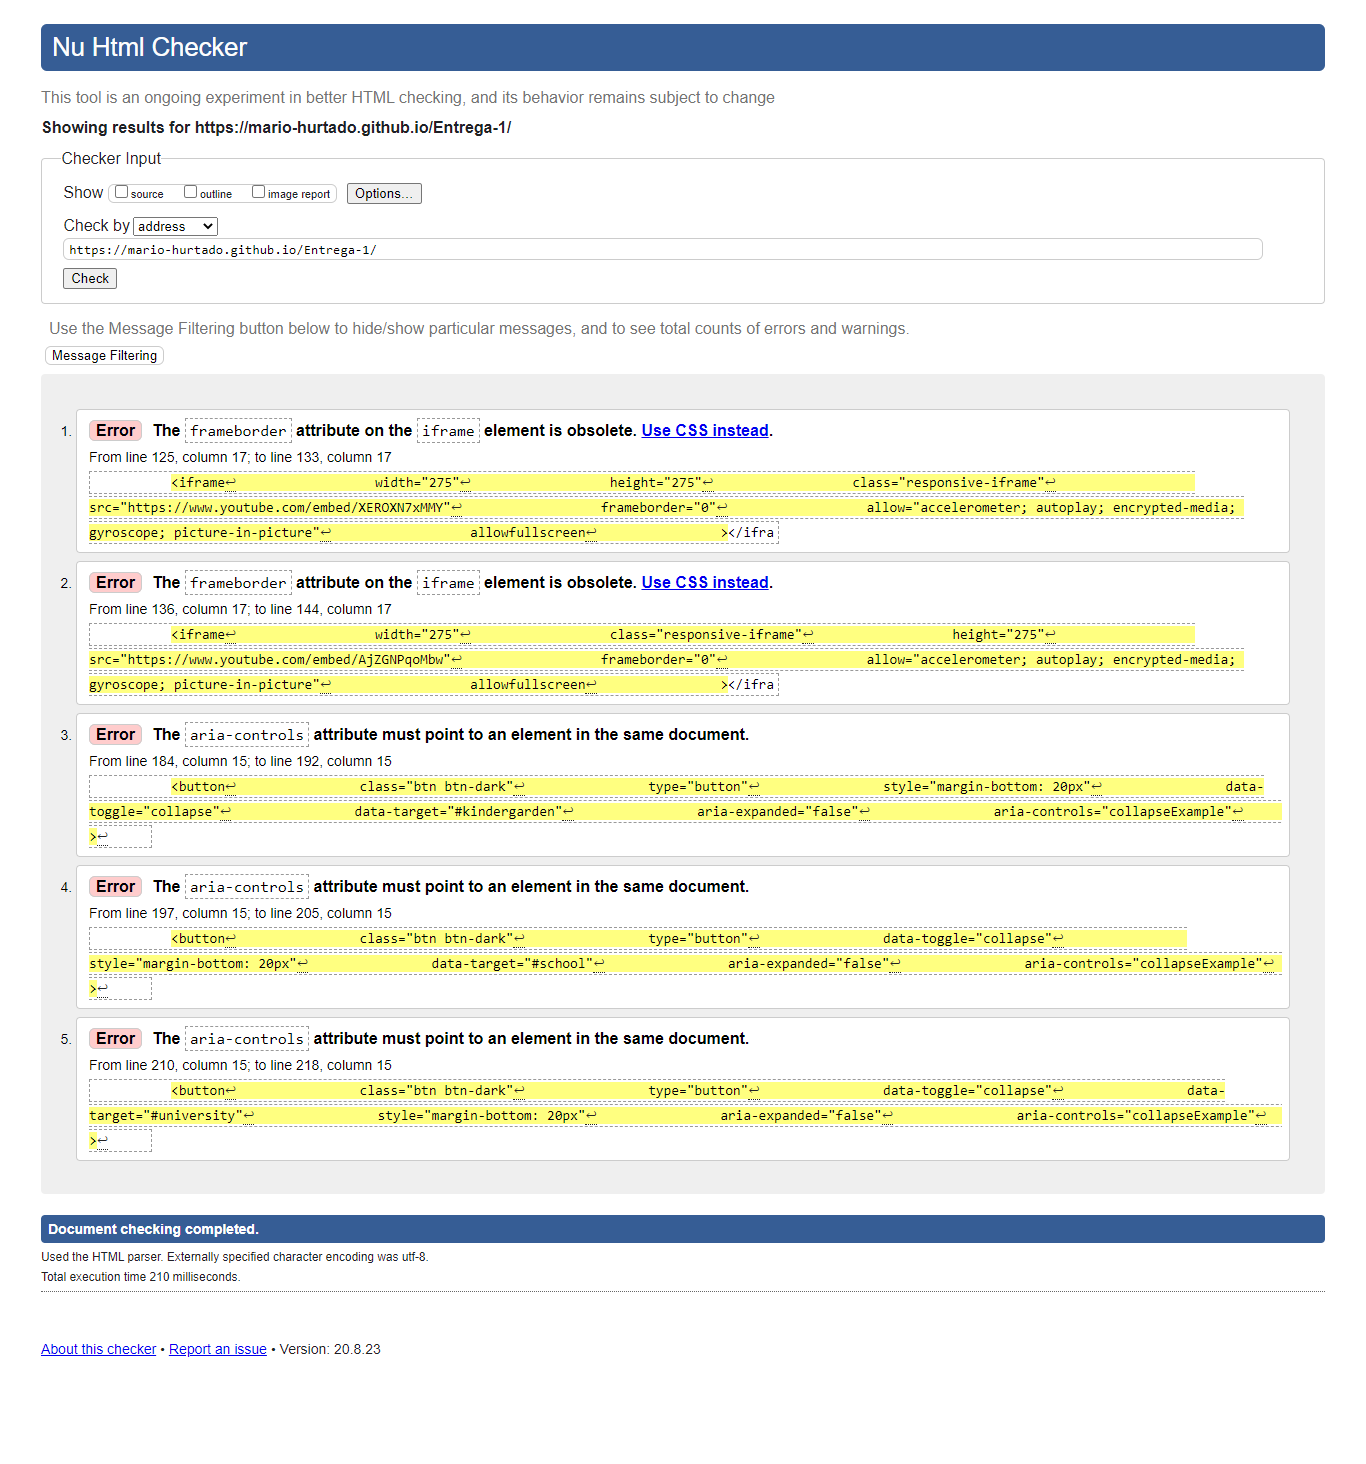 Nu Html Checker
This tool is an ongoing experiment in better HTML checking, and its behavior remains subject to change
Showing results for https://mario-hurtado.github.io/Entrega-1/
Checker Input
Show source outline image report Options...
Check by address
https://mario-hurtado.github.io/Entrega-1/
Check
Use the Message Filtering button below to hide/show particular messages, and to see total counts of errors and warnings.
Message Filtering
1. Error The frameborder attribute on the iframe element is obsolete. Use CSS instead.
From line 125, column 17; to line 133, column 17
<iframe↩ width="275"↩ height="275"↩ class="responsive-iframe"↩
src="https://www.youtube.com/embed/XEROXN7xMMY"↩ frameborder="0"↩ allow="accelerometer; autoplay; encrypted-media;
gyroscope; picture-in-picture"↩ allowfullscreen↩ ></ifra
2. Error The frameborder attribute on the iframe element is obsolete. Use CSS instead.
From line 136, column 17; to line 144, column 17
<iframe↩ width="275"↩ class="responsive-iframe"↩ height="275"↩
src="https://www.youtube.com/embed/AjZGNPqoMbw"↩ frameborder="0"↩ allow="accelerometer; autoplay; encrypted-media;
gyroscope; picture-in-picture"↩ allowfullscreen↩ ></ifra
3. Error The aria-controls attribute must point to an element in the same document.
From line 184, column 15; to line 192, column 15
<button↩ class="btn btn-dark"↩ type="button"↩ style="margin-bottom: 20px"↩ data-
toggle="collapse"↩ data-target="#kindergarden"↩ aria-expanded="false"↩ aria-controls="collapseExample"↩
>↩
4. Error The aria-controls attribute must point to an element in the same document.
From line 197, column 15; to line 205, column 15
<button↩ class="btn btn-dark"↩ type="button"↩ data-toggle="collapse"↩
style="margin-bottom: 20px"↩ data-target="#school"↩ aria-expanded="false"↩ aria-controls="collapseExample"↩
>↩
5. Error The aria-controls attribute must point to an element in the same document.
From line 210, column 15; to line 218, column 15
<button↩ class="btn btn-dark"↩ type="button"↩ data-toggle="collapse"↩ data-
target="#university"↩ style="margin-bottom: 20px"↩ aria-expanded="false"↩ aria-controls="collapseExample"↩
>↩
Document checking completed.
Used the HTML parser. Externally specified character encoding was utf-8.
Total execution time 210 milliseconds.
About this checker • Report an issue • Version: 20.8.23